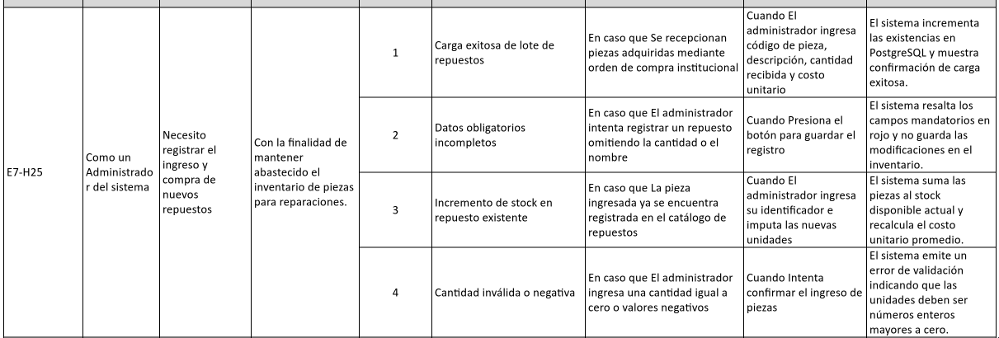 E7-H25
Como un
Administrado
r del sistema
Necesito
registrar el
ingreso y
compra de
nuevos
repuestos
Con la finalidad de
mantener
abastecido el
inventario de piezas
para reparaciones.
1
Carga exitosa de lote de
repuestos
En caso que Se recepcionan
piezas adquiridas mediante
orden de compra institucional
Cuando El
administrador ingresa
código de pieza,
descripción, cantidad
recibida y costo
unitario
El sistema incrementa
las existencias en
PostgreSQL y muestra
confirmación de carga
exitosa.
2
Datos obligatorios
incompletos
En caso que El administrador
intenta registrar un repuesto
omitiendo la cantidad o el
nombre
Cuando Presiona el
botón para guardar el
registro
El sistema resalta los
campos mandatorios en
rojo y no guarda las
modificaciones en el
inventario.
3
Incremento de stock en
repuesto existente
En caso que La pieza
ingresada ya se encuentra
registrada en el catálogo de
repuestos
Cuando El
administrador ingresa
su identificador e
imputa las nuevas
unidades
El sistema suma las
piezas al stock
disponible actual y
recalcula el costo
unitario promedio.
4
Cantidad inválida o negativa
En caso que El administrador
ingresa una cantidad igual a
cero o valores negativos
Cuando Intenta
confirmar el ingreso de
piezas
El sistema emite un
error de validación
indicando que las
unidades deben ser
números enteros
mayores a cero.